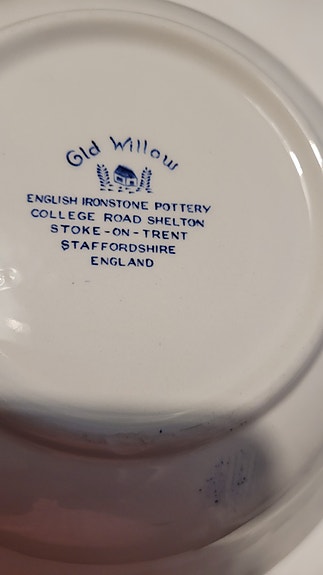 Old Willow
ENGLISH IRONSTONE POTTERY
COLLEGE ROAD SHELTON
STOKE-ON-TRENT
STAFFORDSHIRE
ENGLAND